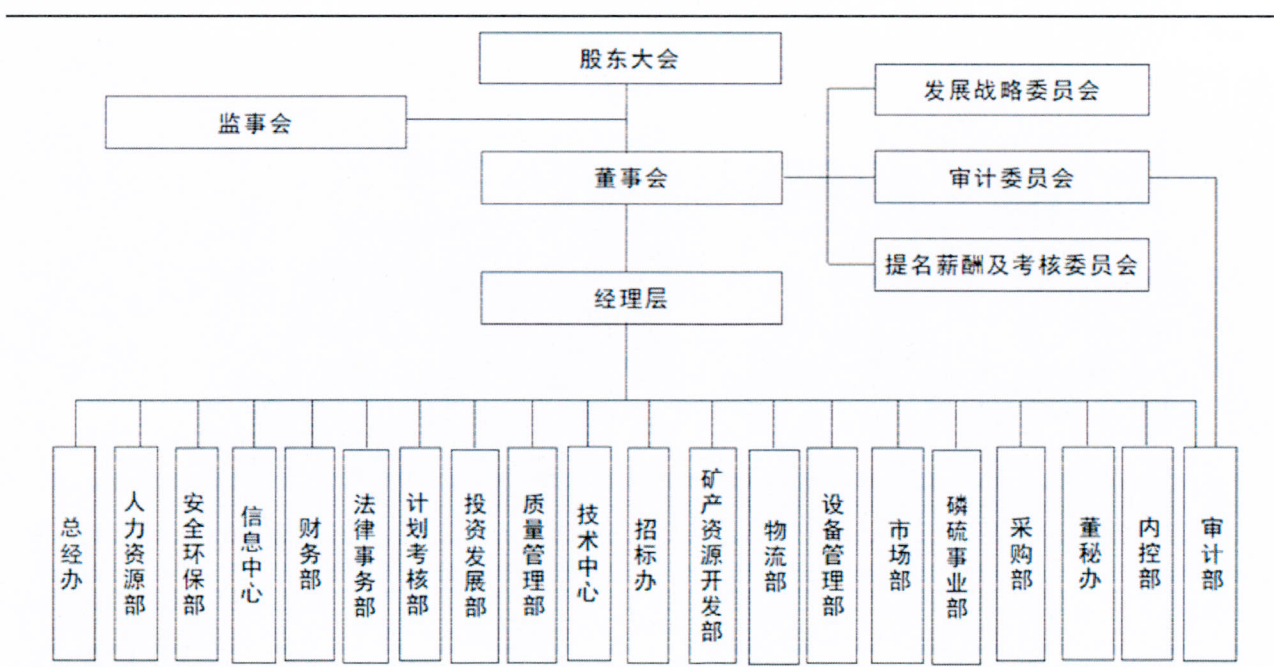 股东大会
发展战略委员会
监事会
董事会
审计委员会
提名薪酬及考核委员会
经理层
总经办
人力资源部
安全环保部
信息中心
财务部
法律事务部
计划考核部
投资发展部
质量管理部
技术中心
招标办
矿产资源开发部
物流部
设备管理部
市场部
磷硫事业部
采购部
董秘办
内控部
审计部